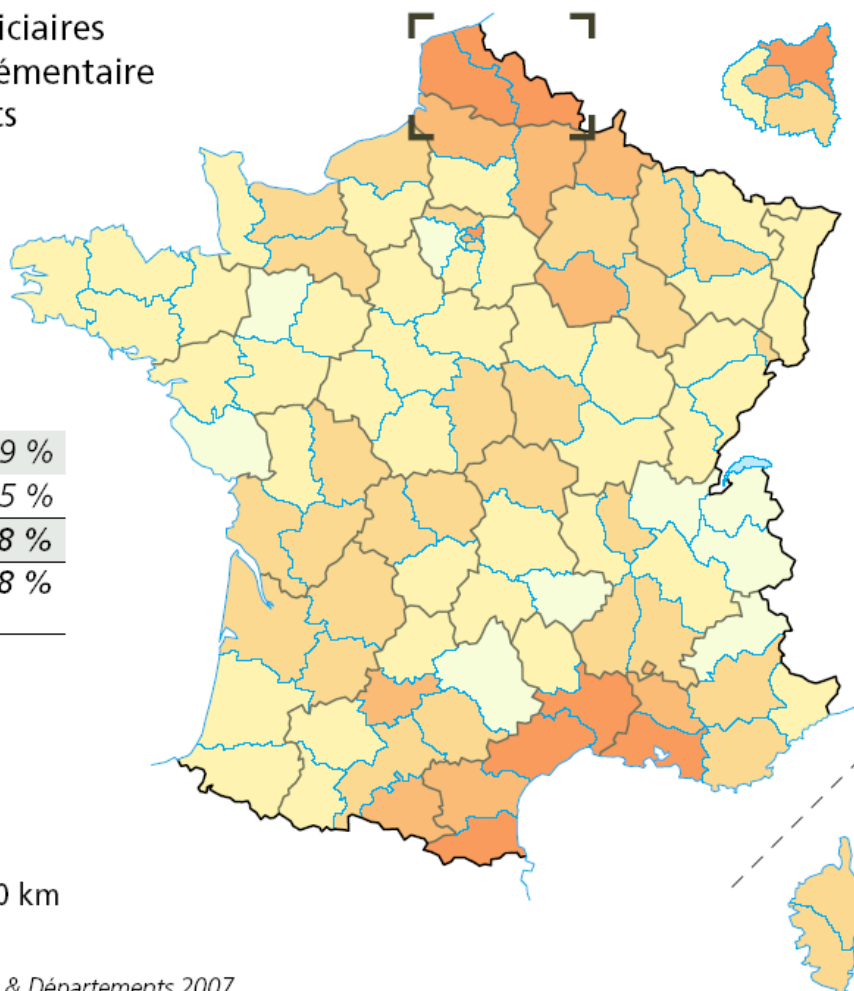 iciaires
émentaire
ts
9 %
5 %
8 %
8 %
0 km
& Départements 2007